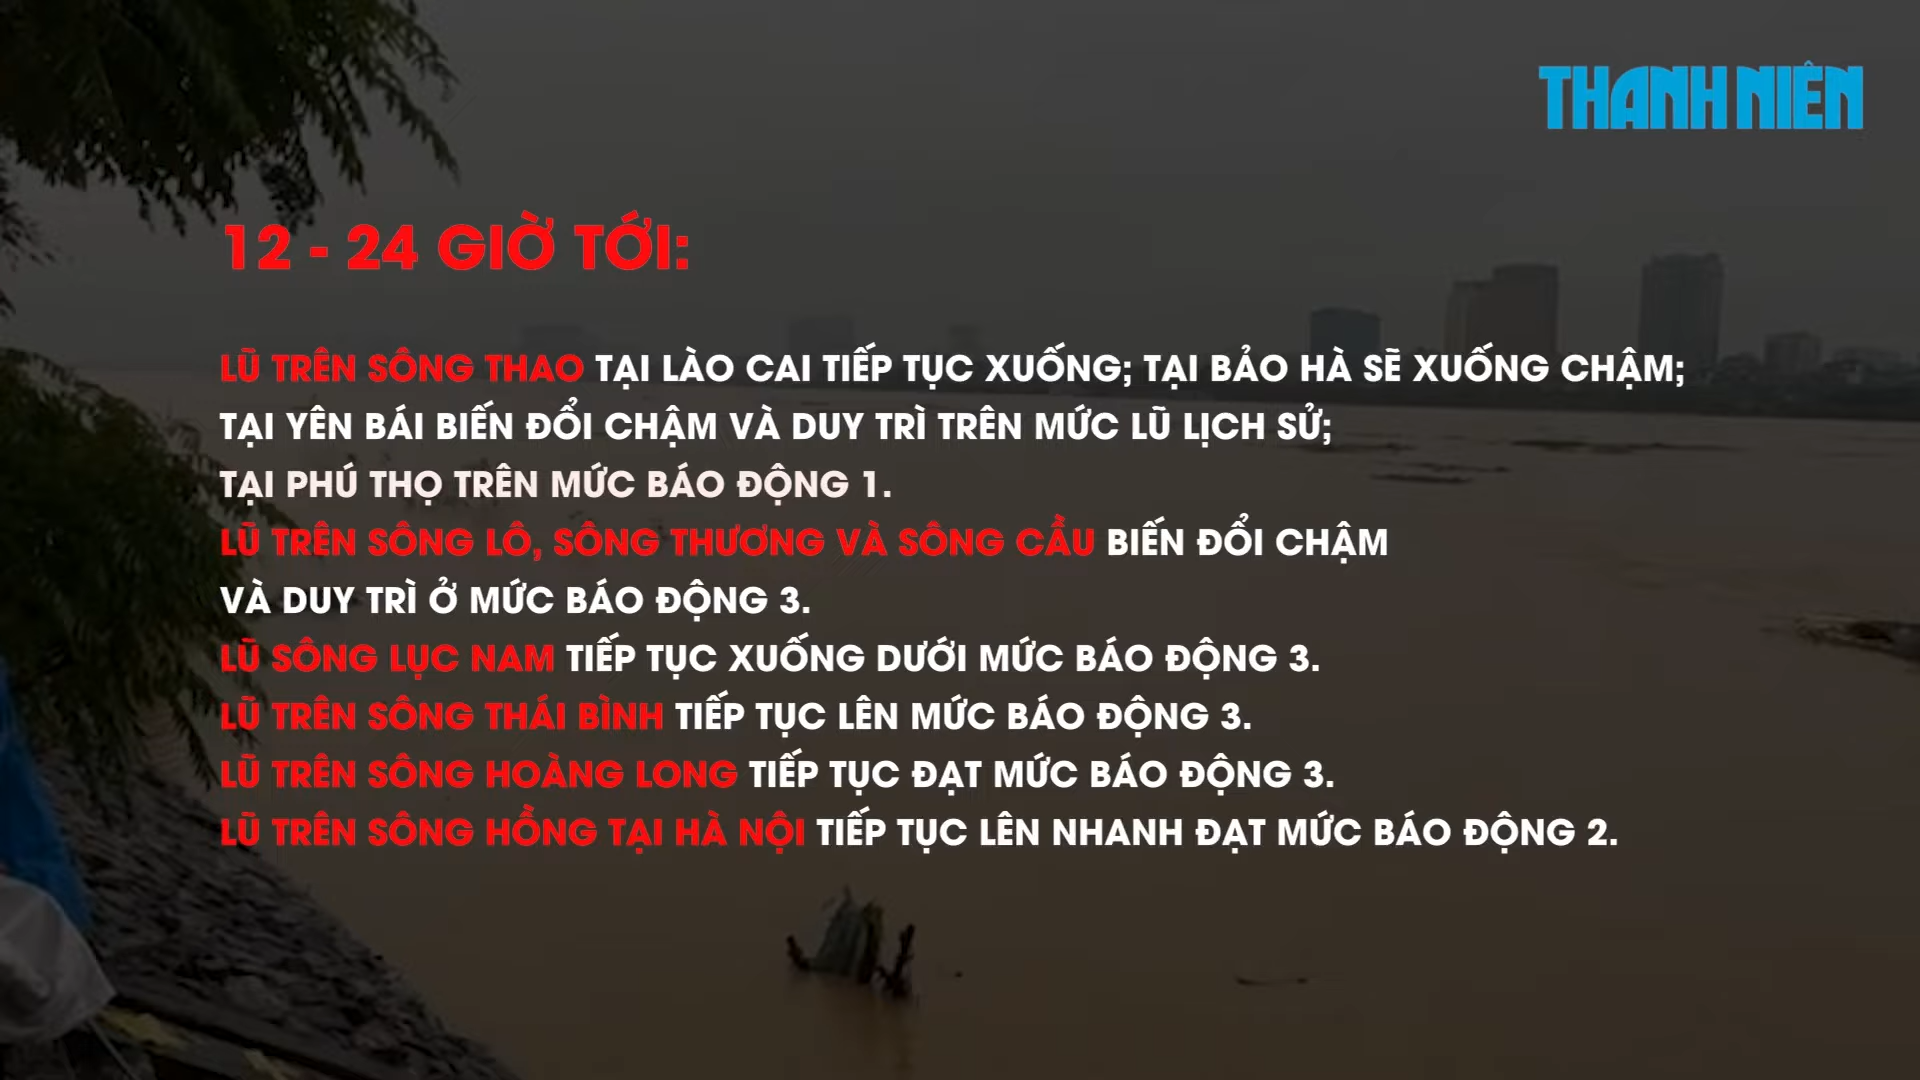 THANH NIÊN
12 - 24 GIỜ TỚI:
LŨ TRÊN SÔNG THAO TẠI LÀO CAI TIẾP TỤC XUỐNG; TẠI BẢO HÀ SẼ XUỐNG CHẬM;
TẠI YÊN BÁI BIẾN ĐỔI CHẬM VÀ DUY TRÌ TRÊN MỨC LŨ LỊCH SỬ;
TẠI PHÚ THỌ TRÊN MỨC BÁO ĐỘNG 1.
LŨ TRÊN SÔNG LÔ, SÔNG THƯƠNG VÀ SÔNG CẦU BIẾN ĐỔI CHẬM
VÀ DUY TRÌ Ở MỨC BÁO ĐỘNG 3.
LŨ SÔNG LỤC NAM TIẾP TỤC XUỐNG DƯỚI MỨC BÁO ĐỘNG 3.
LŨ TRÊN SÔNG THÁI BÌNH TIẾP TỤC LÊN MỨC BÁO ĐỘNG 3.
LŨ TRÊN SÔNG HOÀNG LONG TIẾP TỤC ĐẠT MỨC BÁO ĐỘNG 3.
LŨ TRÊN SÔNG HỒNG TẠI HÀ NỘI TIẾP TỤC LÊN NHANH ĐẠT MỨC BÁO ĐỘNG 2.